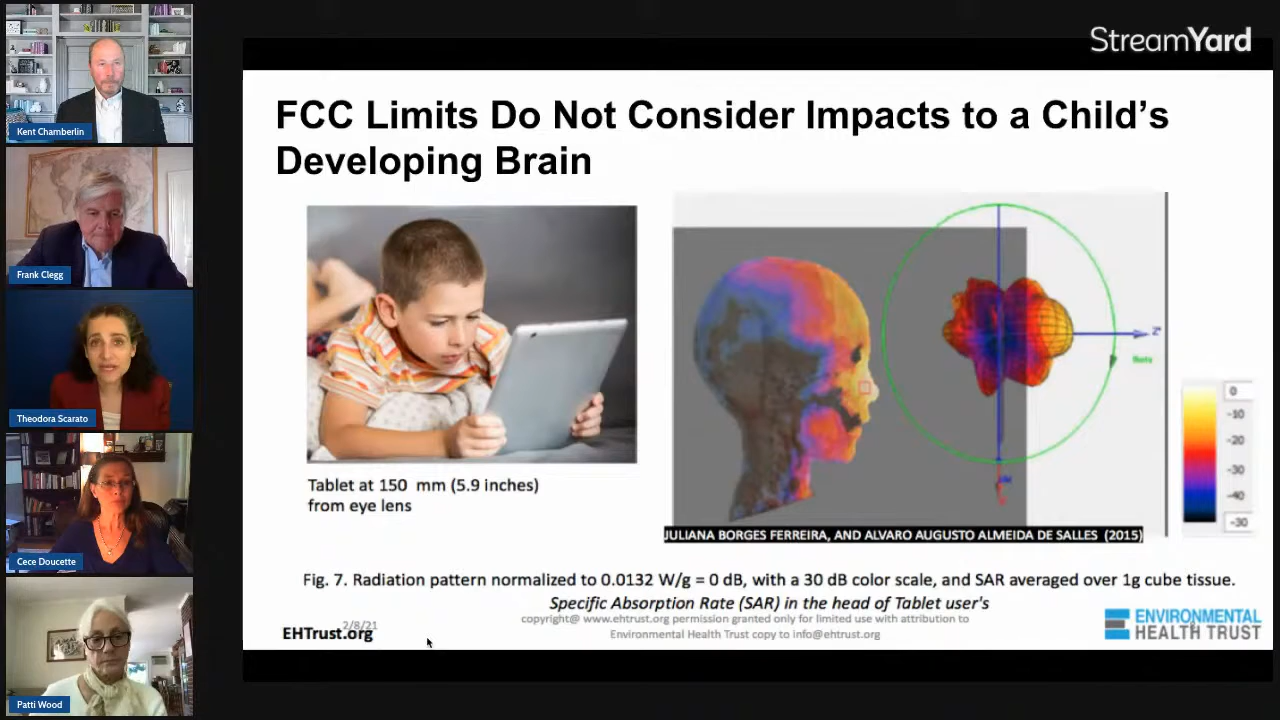 StreamYard
FCC Limits Do Not Consider Impacts to a Child’s
Developing Brain
Tablet at 150 mm (5.9 inches)
from eye lens
JULIANA BORGES FERREIRA, AND ALVARO AUGUSTO ALMEIDA DE SALLES (2015)
0
-10
-20
-30
-40
-30
Fig. 7. Radiation pattern normalized to 0.0132 W/g = 0 dB, with a 30 dB color scale, and SAR averaged over 1g cube tissue.
Specific Absorption Rate (SAR) in the head of Tablet user's
2/8/21
EHTrust.org
copyright@ www.ehtrust.org permission granted only for limited use with attribution to
Environmental Health Trust copy to info@ehtrust.org
ENVIRONMENTAL
HEALTH TRUST
Kent Chamberlin
Frank Clegg
Theodora Scarato
Cece Doucette
Patti Wood